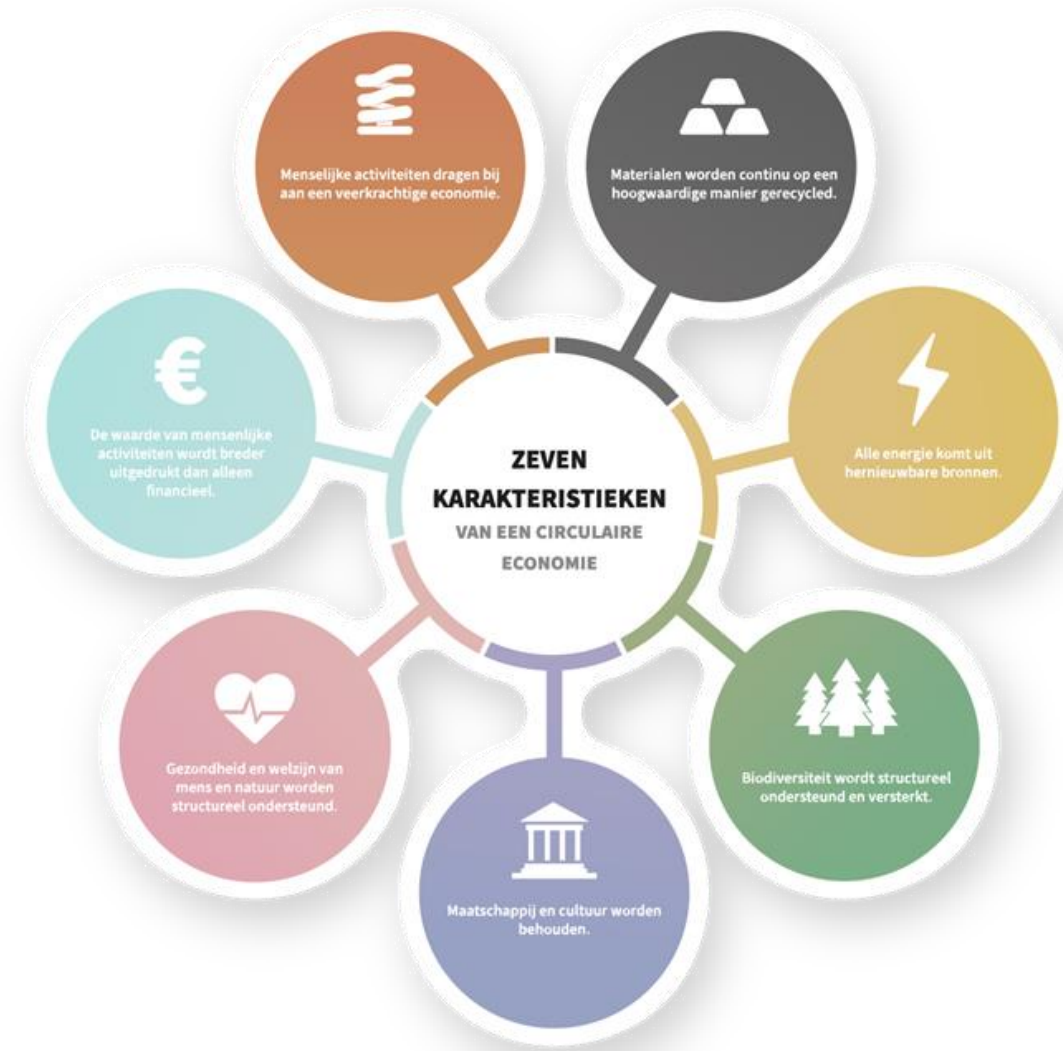 Menselijke activiteiten dragen bij
aan een veerkrachtige economie.
Materialen worden continu op een
hoogwaardige manier gerecycled.
€
De waarde van mensenlijke
activiteiten wordt breder
uitgedrukt dan alleen
financieel.
Alle energie komt uit
hernieuwbare bronnen.
ZEVEN
KARAKTERISTIEKEN
VAN EEN CIRCULAIRE
ECONOMIE
Gezondheid en welzijn van
mens en natuur worden
structureel ondersteund.
Biodiversiteit wordt structureel
ondersteund en versterkt.
Maatschappij en cultuur worden
behouden.